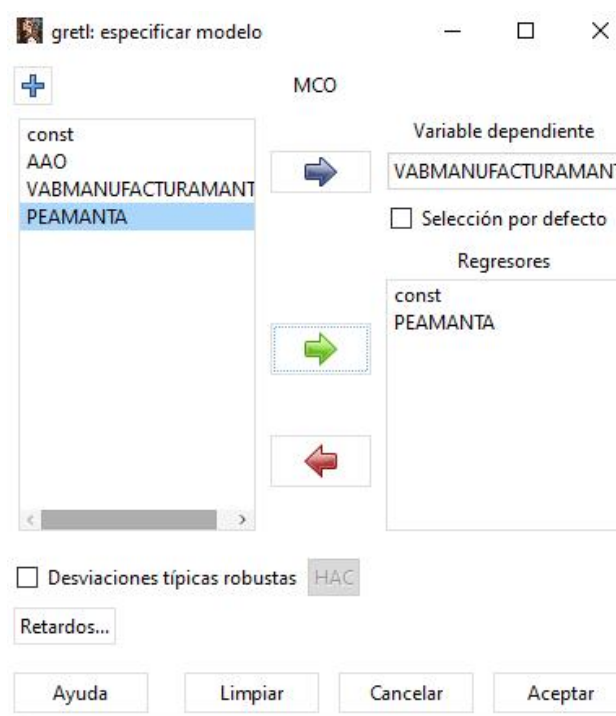 gretl: especificar modelo
MCO
const
AAO
VABMANUFACTURAMANT
PEAMANTA
Variable dependiente
VABMANUFACTURAMANT
Selección por defecto
Regresores
const
PEAMANTA
Desviaciones típicas robustas HAC
Retardos...
Ayuda Limpiar Cancelar Aceptar